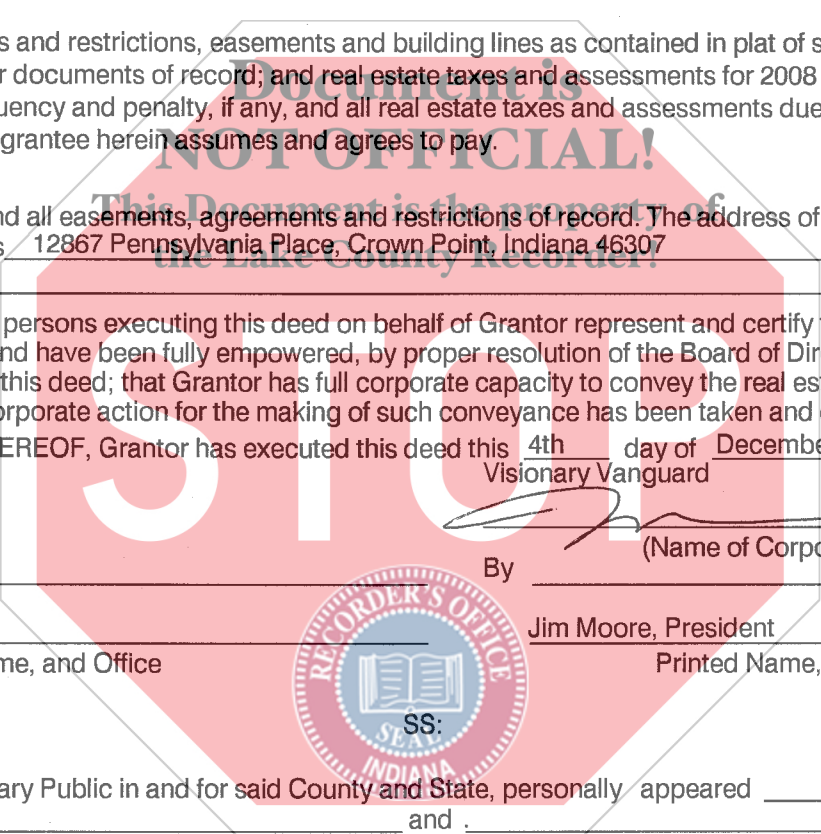 s and restrictions, easements and building lines as contained in plat of s
r documents of record; and real estate taxes and assessments for 2008
Document is
uency and penalty, if any, and all real estate taxes and assessments due
grantee herein assumes and agrees to pay.
NOT OFFICIAL!
This Document is the property of
nd all easements, agreements and restrictions of record. The address of
s 12867 Pennsylvania Place, Crown Point, Indiana 46307
the Lake County Recorder!
persons executing this deed on behalf of Grantor represent and certify
nd have been fully empowered, by proper resolution of the Board of Dir
this deed; that Grantor has full corporate capacity to convey the real es
orporate action for the making of such conveyance has been taken and
EREOF, Grantor has executed this deed this 4th day of Decembe
STOP
Visionary Vanguard
(Name of Corpo
By
Jim Moore, President
me, and Office
Printed Name,
RECORDER'S OFFICE
SS:
SEAL
INDIANA
ary Public in and for said County and State, personally appeared
and .